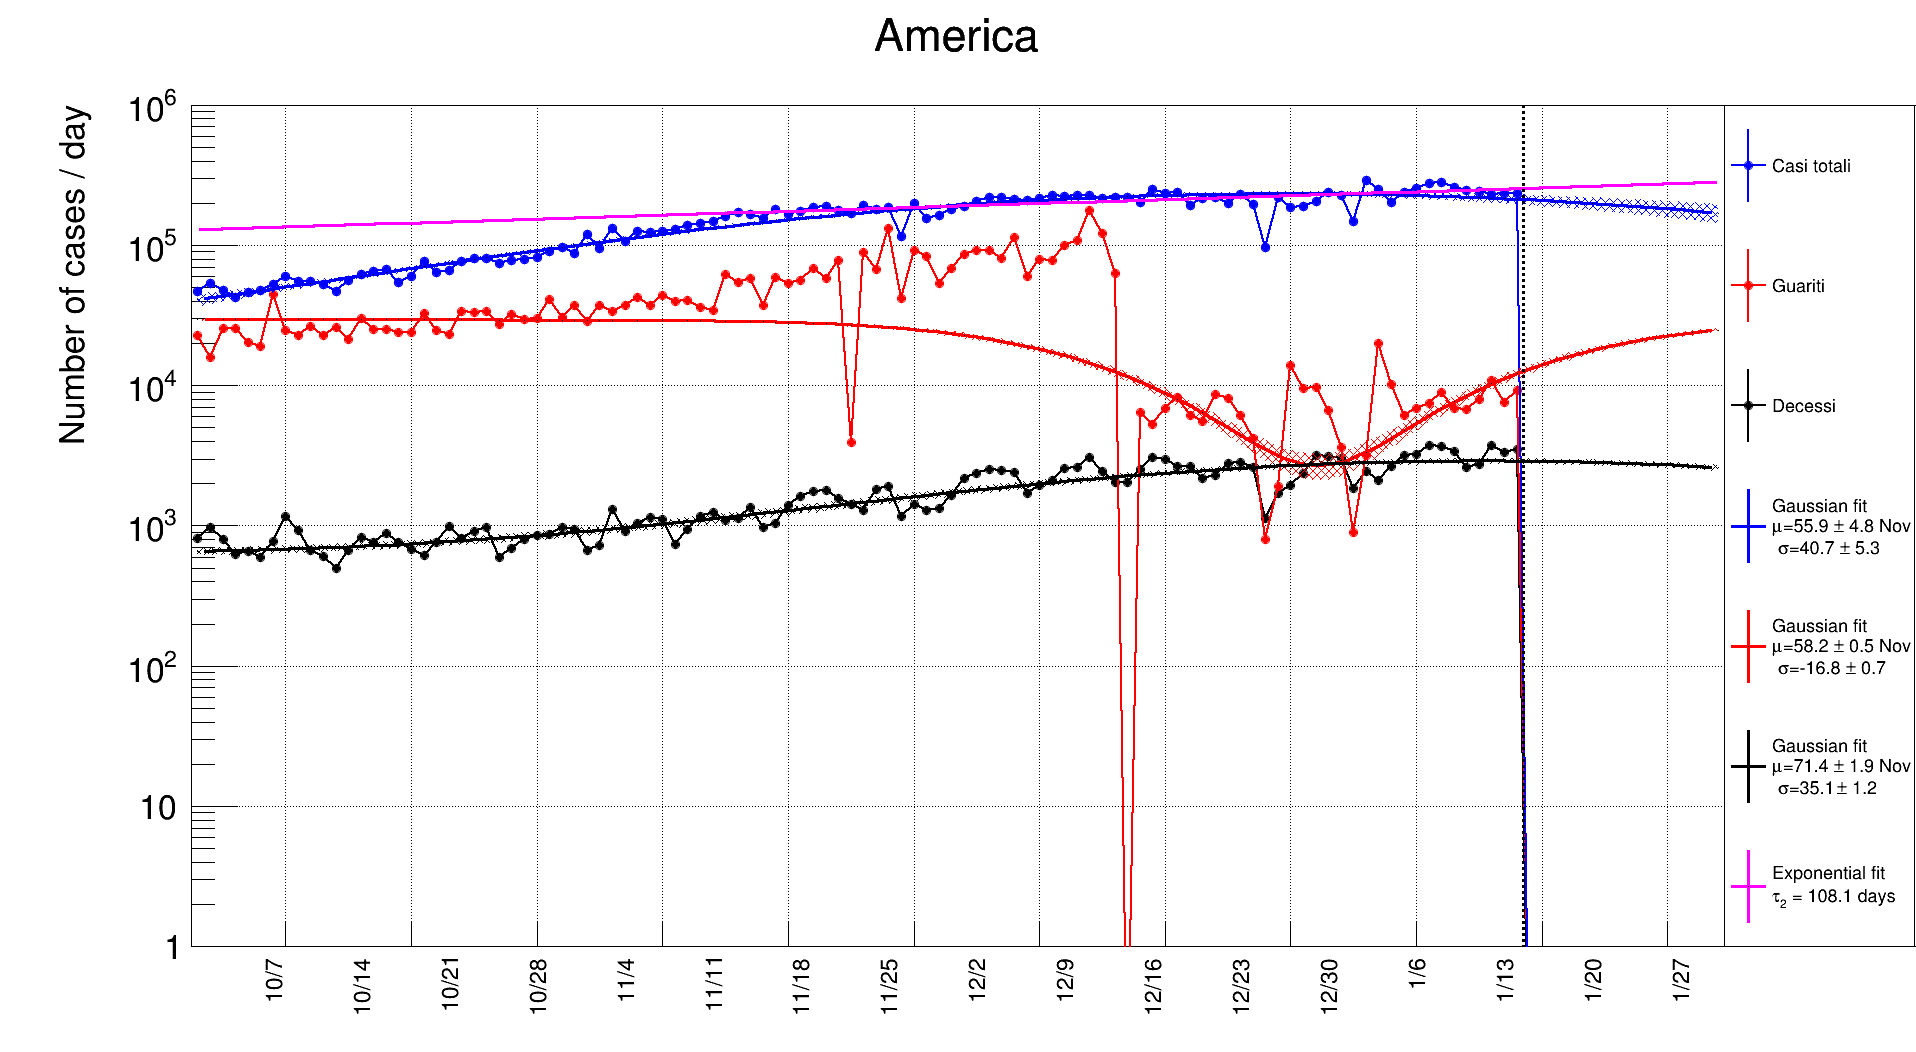 America
Number of cases / day
10^6
10^5
10^4
10^3
10^2
10
1
10/7
10/14
10/21
10/28
11/4
11/11
11/18
11/25
12/2
12/9
12/16
12/23
12/30
1/6
1/13
1/20
1/27
Casi totali
Guariti
Decessi
Gaussian fit
μ=55.9 ± 4.8 Nov
σ=40.7 ± 5.3
Gaussian fit
μ=58.2 ± 0.5 Nov
σ=-16.8 ± 0.7
Gaussian fit
μ=71.4 ± 1.9 Nov
σ=35.1 ± 1.2
Exponential fit
τ₂ = 108.1 days